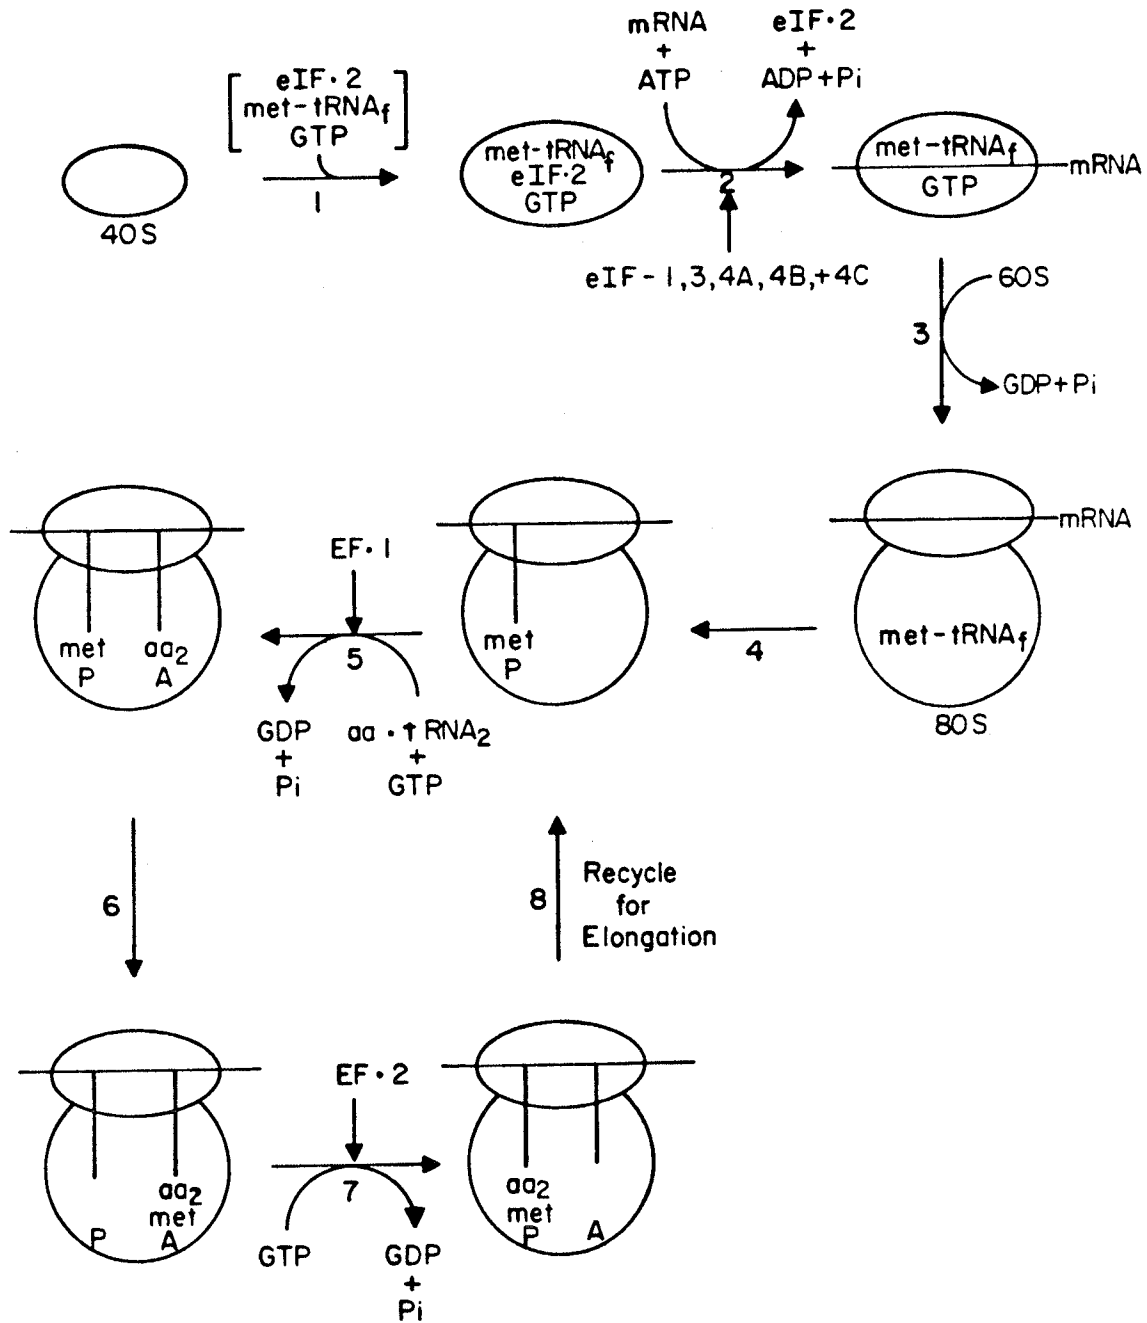 eIF·2
met-tRNAf
GTP
1
40S
met-tRNAf
eIF·2
GTP
mRNA
+
ATP
eIF·2
+
ADP+Pi
2
eIF-1,3,4A,4B,+4C
met-tRNAf
GTP
mRNA
3
60S
GDP+Pi
mRNA
met-tRNAf
80S
4
met
P
EF·1
5
GDP
+
Pi
aa·tRNA2
+
GTP
met
P
aa2
A
6
8
Recycle
for
Elongation
P
aa2
met
A
EF·2
7
GTP
GDP
+
Pi
aa2
met
P
A